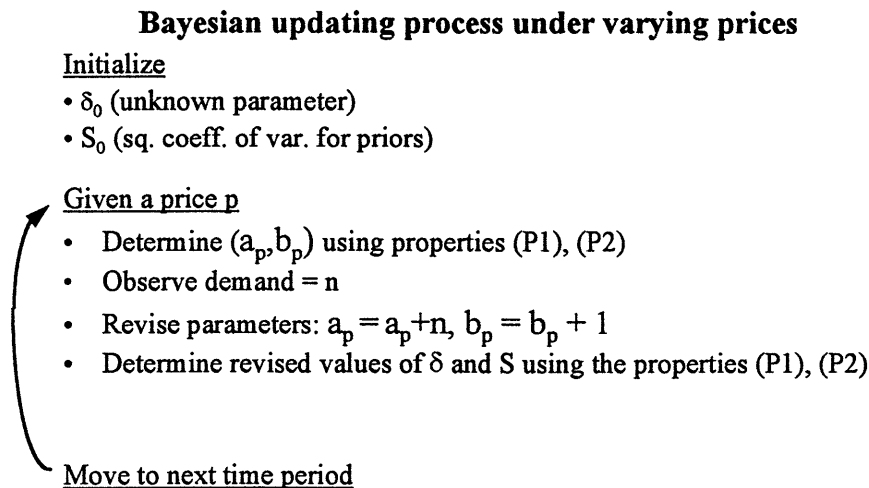 Bayesian updating process under varying prices
Initialize
• δ₀ (unknown parameter)
• S₀ (sq. coeff. of var. for priors)
Given a price p
• Determine (aₚ,bₚ) using properties (P1), (P2)
• Observe demand = n
• Revise parameters: aₚ = aₚ+n, bₚ = bₚ + 1
• Determine revised values of δ and S using the properties (P1), (P2)
Move to next time period